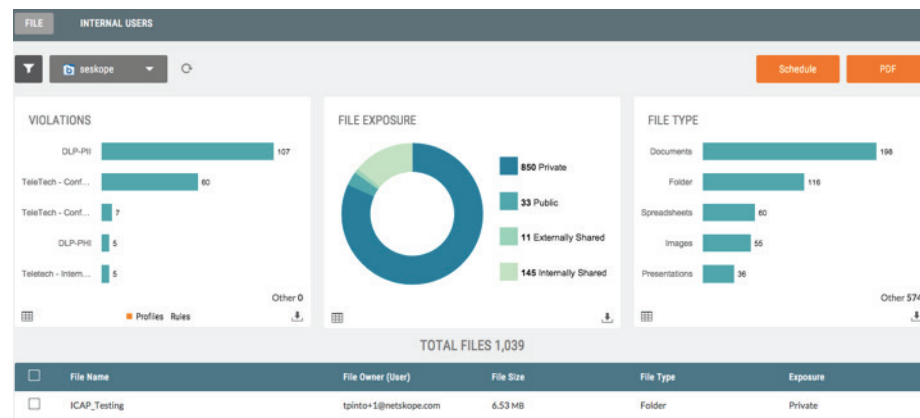 FILE INTERNAL USERS
seskope Schedule PDF
VIOLATIONS
DLP-PII 107
TeleTech - Conf... 60
TeleTech - Conf... 7
DLP-PHI 5
Teletech - Intern... 5
Other 0
Profiles Rules
FILE EXPOSURE
850 Private
33 Public
11 Externally Shared
145 Internally Shared
FILE TYPE
Documents 198
Folder 116
Spreadsheets 60
Images 55
Presentations 36
Other 574
TOTAL FILES 1,039
File Name File Owner (User) File Size File Type Exposure
ICAP_Testing tpinto+1@netskope.com 6.53 MB Folder Private